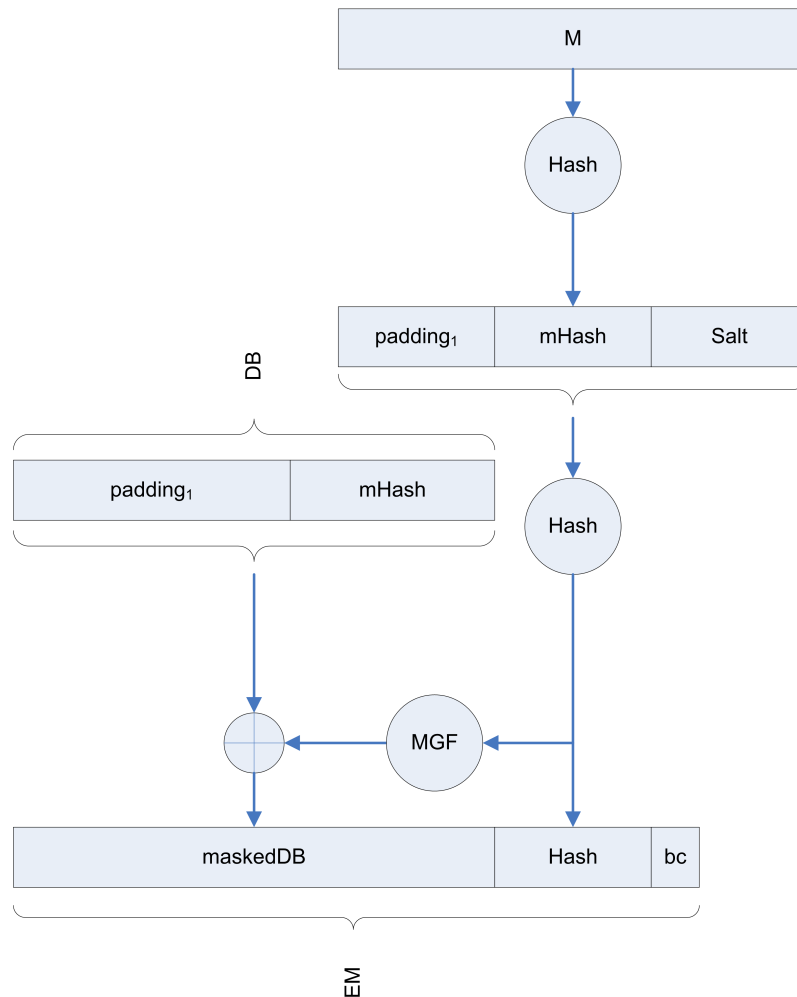 M
Hash
padding₁ mHash Salt
DB
padding₁ mHash
Hash
MGF
maskedDB Hash bc
EM